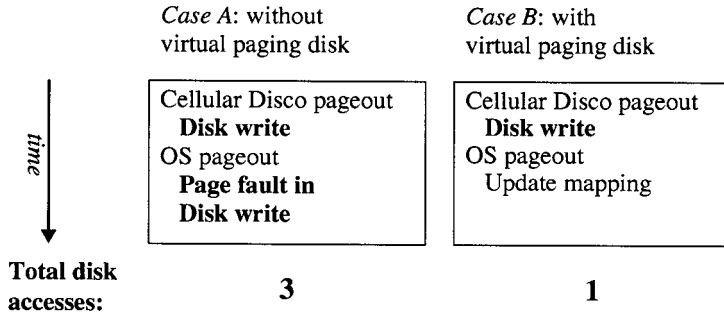 Case A: without
virtual paging disk
Case B: with
virtual paging disk
time
Cellular Disco pageout
Disk write
OS pageout
Page fault in
Disk write
Cellular Disco pageout
Disk write
OS pageout
Update mapping
Total disk
accesses:
3
1